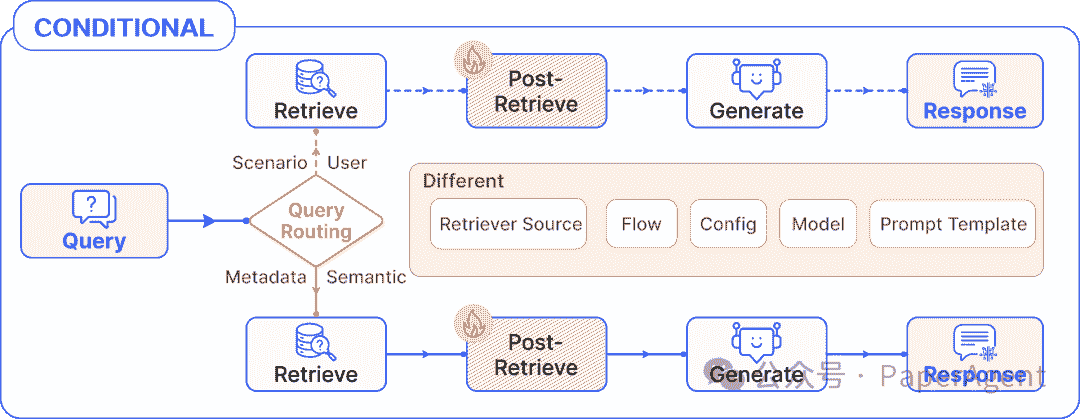 CONDITIONAL
Retrieve
Post-
Retrieve
Generate
Response
Scenario User
Query
Query
Routing
Different
Retriever Source
Flow
Config
Model
Prompt Template
Metadata Semantic
Retrieve
Post-
Retrieve
Generate
Response
公众号 · PaperAgent